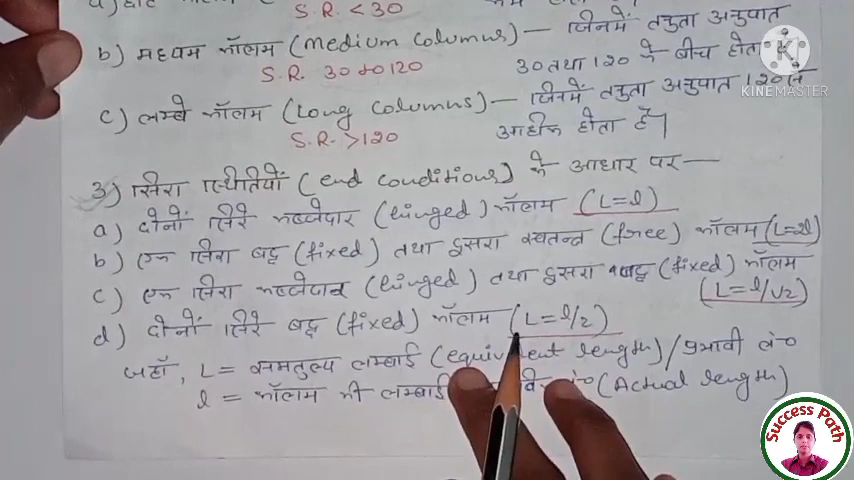 S.R. < 30
b) मध्यम कॉलम (Medium columns) — जिनमें तनुता अनुपात
30 तथा 120 के बीच होता है
S.R. 30 to 120
c) लम्बे कॉलम (Long columns) — जिनमें तनुता अनुपात 120 से
अधिक होता है।
S.R. >120
3) सिरा स्थितियों (end conditions) के आधार पर —
a) दोनों सिरे कब्जेदार (hinged) कॉलम (L=l)
b) एक सिरा बद्ध (fixed) तथा दुसरा स्वतन्त्र (free) कॉलम (L=2l)
c) एक सिरा कब्जेदार (hinged) तथा दुसरा बद्ध (fixed) कॉलम
(L = l/√2)
d) दोनों सिरे बद्ध (fixed) कॉलम (L = l/2)
जहाँ, L = समतुल्य लम्बाई (equivalent length) / प्रभावी लं०
l = कॉलम की लम्बाई लं० (Actual length)
KINEMASTER
Success Path